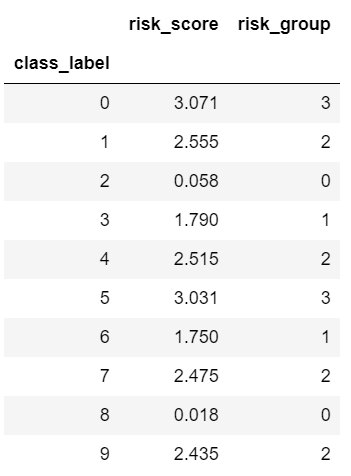 risk_score risk_group
class_label
0 3.071 3
1 2.555 2
2 0.058 0
3 1.790 1
4 2.515 2
5 3.031 3
6 1.750 1
7 2.475 2
8 0.018 0
9 2.435 2